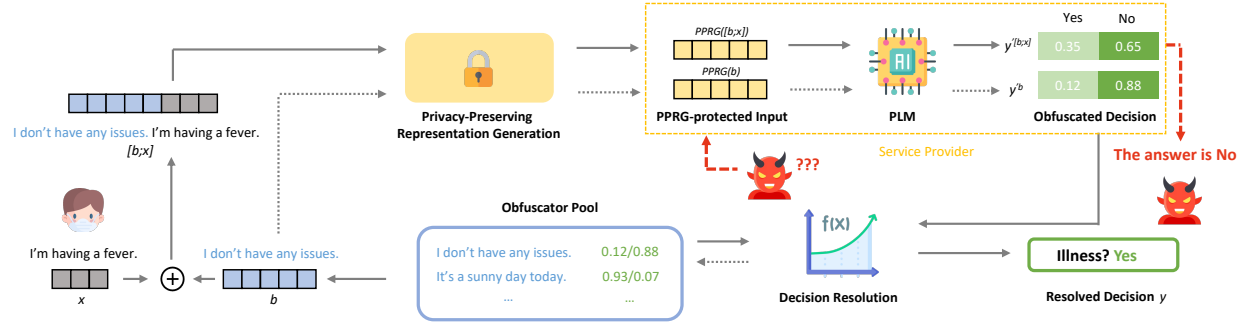 Yes No
PPRG([b;x])
y'[b;x] 0.35 0.65
PPRG(b)
AI
y'b 0.12 0.88
Privacy-Preserving
Representation Generation
PPRG-protected Input
PLM
Obfuscated Decision
Service Provider
I don't have any issues. I'm having a fever.
[b;x]
???
The answer is No
Obfuscator Pool
f(X)
I'm having a fever.
I don't have any issues.
I don't have any issues. 0.12/0.88
It's a sunny day today. 0.93/0.07
... ...
Illness? Yes
x
b
Decision Resolution
Resolved Decision y